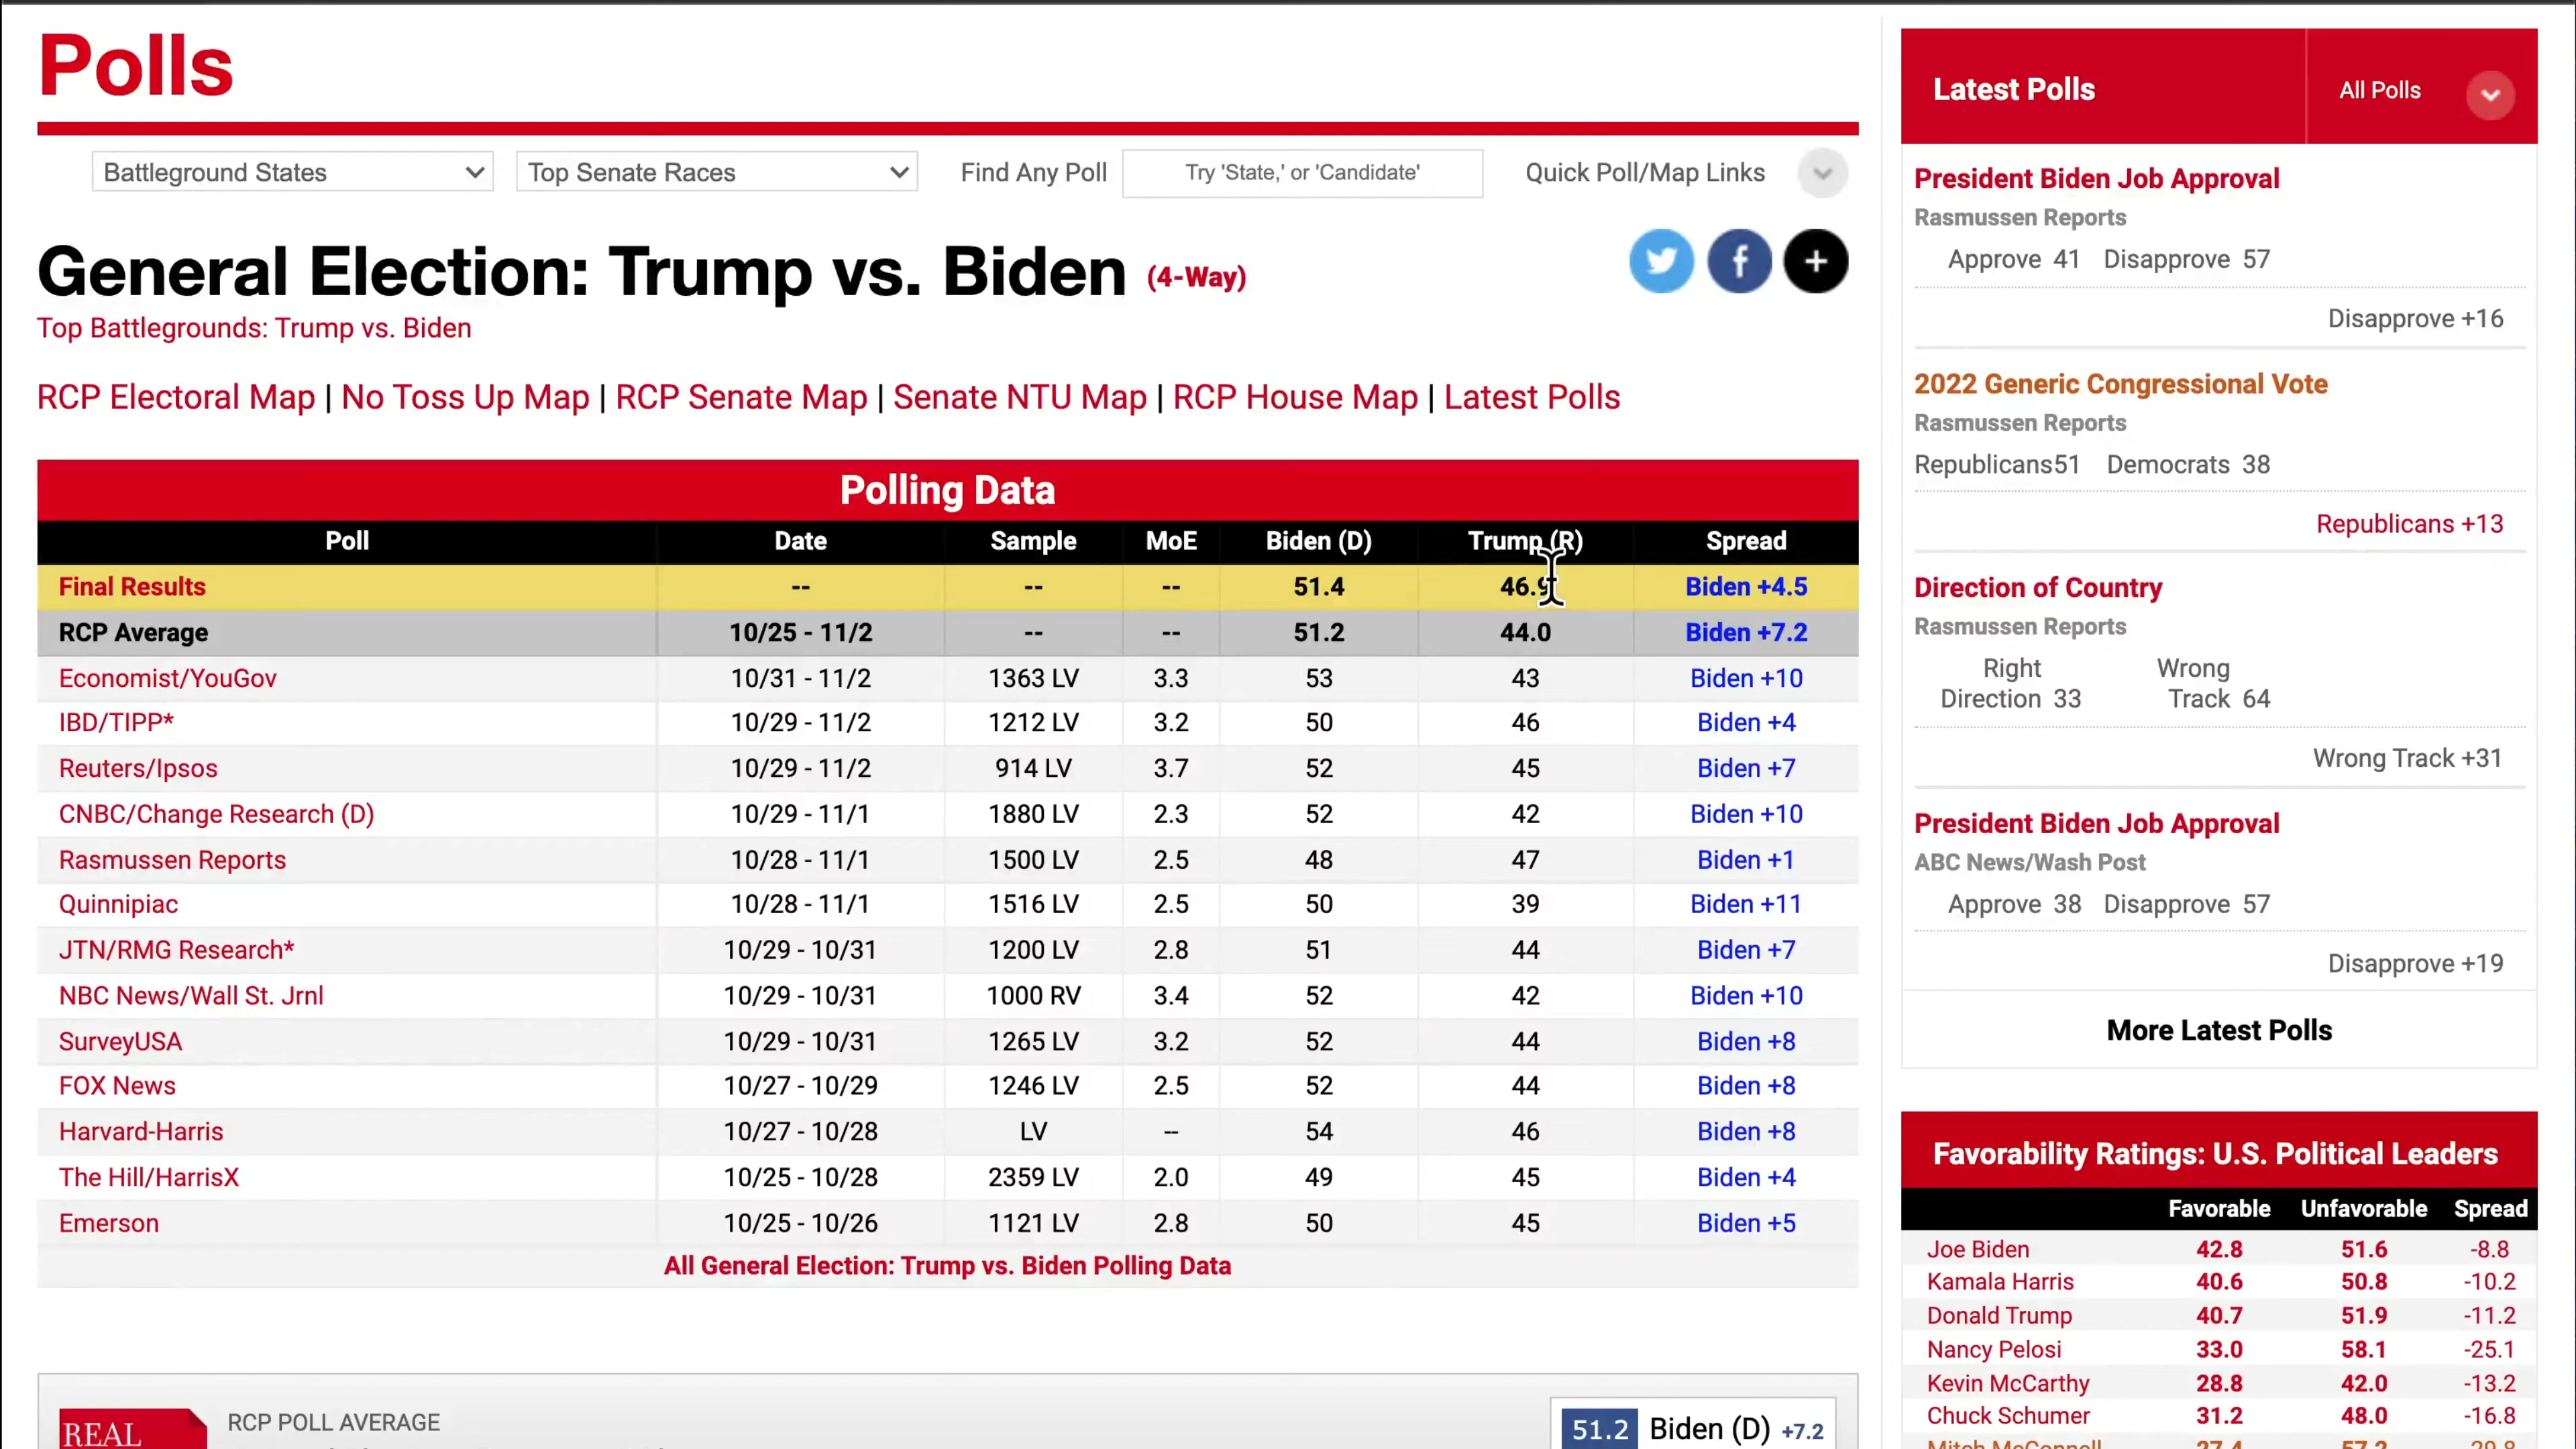 Polls
Battleground States
Top Senate Races
Find Any Poll
Try 'State,' or 'Candidate'
Quick Poll/Map Links
General Election: Trump vs. Biden (4-Way)
Top Battlegrounds: Trump vs. Biden
RCP Electoral Map | No Toss Up Map | RCP Senate Map | Senate NTU Map | RCP House Map | Latest Polls
Polling Data
Poll Date Sample MoE Biden (D) Trump (R) Spread
Final Results -- -- -- 51.4 46.9 Biden +4.5
RCP Average 10/25 - 11/2 -- -- 51.2 44.0 Biden +7.2
Economist/YouGov 10/31 - 11/2 1363 LV 3.3 53 43 Biden +10
IBD/TIPP* 10/29 - 11/2 1212 LV 3.2 50 46 Biden +4
Reuters/Ipsos 10/29 - 11/2 914 LV 3.7 52 45 Biden +7
CNBC/Change Research (D) 10/29 - 11/1 1880 LV 2.3 52 42 Biden +10
Rasmussen Reports 10/28 - 11/1 1500 LV 2.5 48 47 Biden +1
Quinnipiac 10/28 - 11/1 1516 LV 2.5 50 39 Biden +11
JTN/RMG Research* 10/29 - 10/31 1200 LV 2.8 51 44 Biden +7
NBC News/Wall St. Jrnl 10/29 - 10/31 1000 RV 3.4 52 42 Biden +10
SurveyUSA 10/29 - 10/31 1265 LV 3.2 52 44 Biden +8
FOX News 10/27 - 10/29 1246 LV 2.5 52 44 Biden +8
Harvard-Harris 10/27 - 10/28 LV -- 54 46 Biden +8
The Hill/HarrisX 10/25 - 10/28 2359 LV 2.0 49 45 Biden +4
Emerson 10/25 - 10/26 1121 LV 2.8 50 45 Biden +5
All General Election: Trump vs. Biden Polling Data
REAL
RCP POLL AVERAGE
51.2 Biden (D) +7.2
Latest Polls
All Polls
President Biden Job Approval
Rasmussen Reports
Approve 41 Disapprove 57
Disapprove +16
2022 Generic Congressional Vote
Rasmussen Reports
Republicans51 Democrats 38
Republicans +13
Direction of Country
Rasmussen Reports
Right Wrong
Direction 33 Track 64
Wrong Track +31
President Biden Job Approval
ABC News/Wash Post
Approve 38 Disapprove 57
Disapprove +19
More Latest Polls
Favorability Ratings: U.S. Political Leaders
Favorable Unfavorable Spread
Joe Biden 42.8 51.6 -8.8
Kamala Harris 40.6 50.8 -10.2
Donald Trump 40.7 51.9 -11.2
Nancy Pelosi 33.0 58.1 -25.1
Kevin McCarthy 28.8 42.0 -13.2
Chuck Schumer 31.2 48.0 -16.8
Mitch McConnell